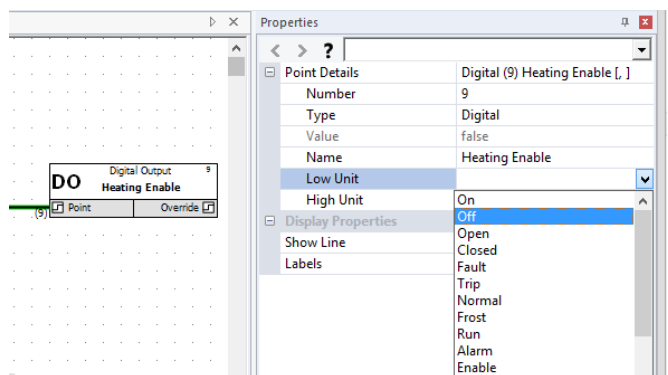 Properties
?
Point Details Digital (9) Heating Enable [, ]
Number 9
Type Digital
Value false
Name Heating Enable
Low Unit
High Unit
Display Properties
Show Line
Labels
On
Off
Open
Closed
Fault
Trip
Normal
Frost
Run
Alarm
Enable
DO Digital Output 9
Heating Enable
(9) Point Override